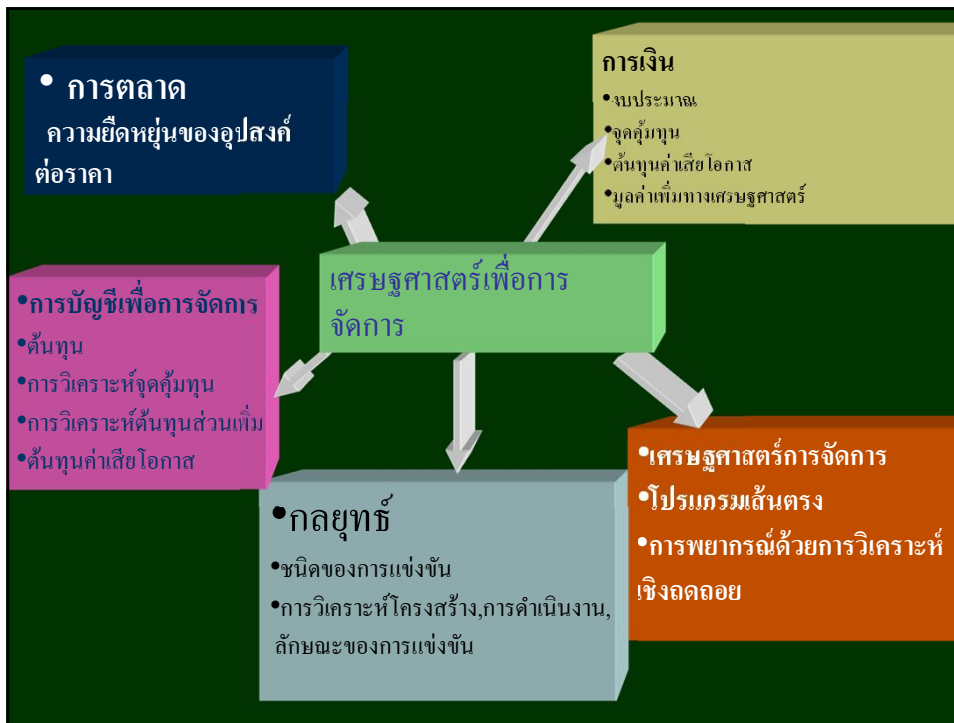 • การตลาด
ความยืดหยุ่นของอุปสงค์
ต่อราคา
การเงิน
•งบประมาณ
•จุดคุ้มทุน
•ต้นทุนค่าเสียโอกาส
•มูลค่าเพิ่มทางเศรษฐศาสตร์
เศรษฐศาสตร์เพื่อการ
จัดการ
•การบัญชีเพื่อการจัดการ
•ต้นทุน
•การวิเคราะห์จุดคุ้มทุน
•การวิเคราะห์ต้นทุนส่วนเพิ่ม
•ต้นทุนค่าเสียโอกาส
•กลยุทธ์
•ชนิดของการแข่งขัน
•การวิเคราะห์โครงสร้าง,การดำเนินงาน,
ลักษณะของการแข่งขัน
•เศรษฐศาสตร์การจัดการ
•โปรแกรมเส้นตรง
•การพยากรณ์ด้วยการวิเคราะห์
เชิงถดถอย